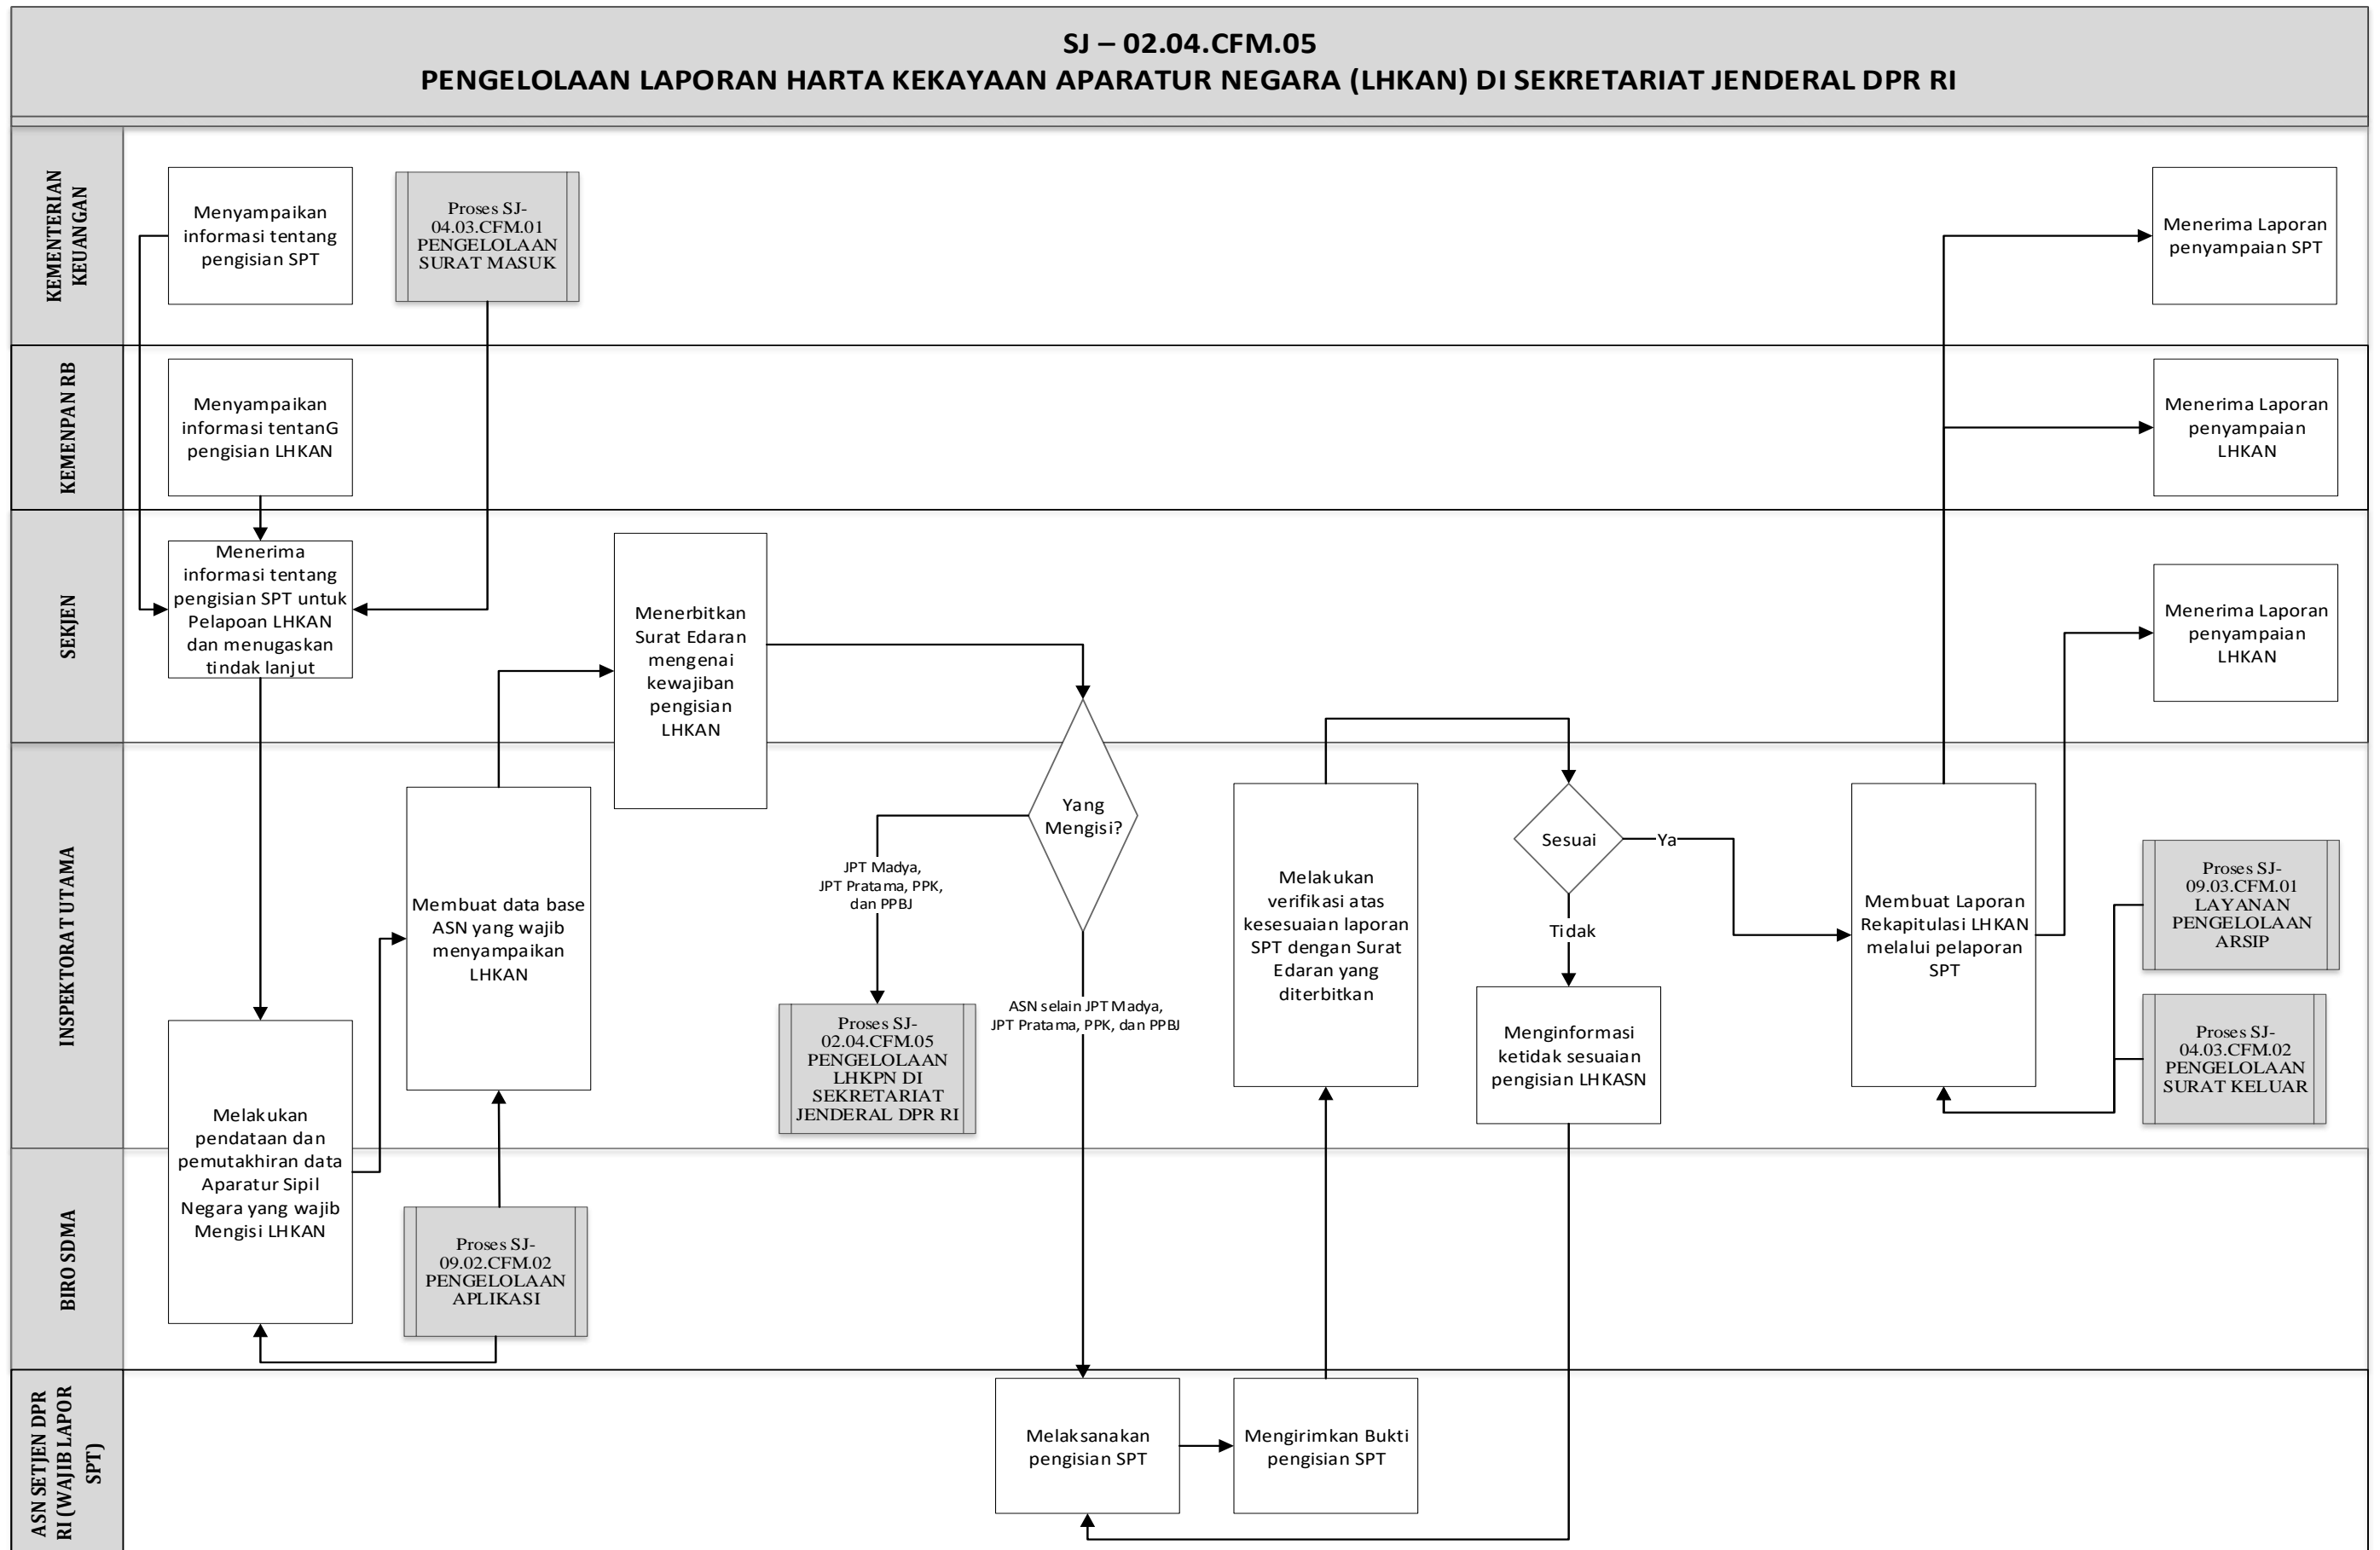 SJ – 02.04.CFM.05
PENGELOLAAN LAPORAN HARTA KEKAYAAN APARATUR NEGARA (LHKAN) DI SEKRETARIAT JENDERAL DPR RI
KEMENTERIAN
KEUANGAN
Menyampaikan
informasi tentang
pengisian SPT
Proses SJ-
04.03.CFM.01
PENGELOLAAN
SURAT MASUK
Menerima Laporan
penyampaian SPT
KEMENPAN RB
Menyampaikan
informasi tentanG
pengisian LHKAN
Menerima Laporan
penyampaian
LHKAN
SEKJEN
Menerima
informasi tentang
pengisian SPT untuk
Pelapoan LHKAN
dan menugaskan
tindak lanjut
Menerbitkan
Surat Edaran
mengenai
kewajiban
pengisian
LHKAN
Menerima Laporan
penyampaian
LHKAN
INSPEKTORAT UTAMA
Membuat data base
ASN yang wajib
menyampaikan
LHKAN
Yang
Mengisi?
JPT Madya,
JPT Pratama, PPK,
dan PPBJ
Proses SJ-
02.04.CFM.05
PENGELOLAAN
LHKPN DI
SEKRETARIAT
JENDERAL DPR RI
ASN selain JPT Madya,
JPT Pratama, PPK, dan PPBJ
Melakukan
verifikasi atas
kesesuaian laporan
SPT dengan Surat
Edaran yang
diterbitkan
Sesuai
Ya
Tidak
Menginformasi
ketidak sesuaian
pengisian LHKASN
Membuat Laporan
Rekapitulasi LHKAN
melalui pelaporan
SPT
Proses SJ-
09.03.CFM.01
LAYANAN
PENGELOLAAN
ARSIP
Proses SJ-
04.03.CFM.02
PENGELOLAAN
SURAT KELUAR
BIRO SDMA
Melakukan
pendataan dan
pemutakhiran data
Aparatur Sipil
Negara yang wajib
Mengisi LHKAN
Proses SJ-
09.02.CFM.02
PENGELOLAAN
APLIKASI
ASN SETJEN DPR
RI (WAJIB LAPOR
SPT)
Melaksanakan
pengisian SPT
Mengirimkan Bukti
pengisian SPT